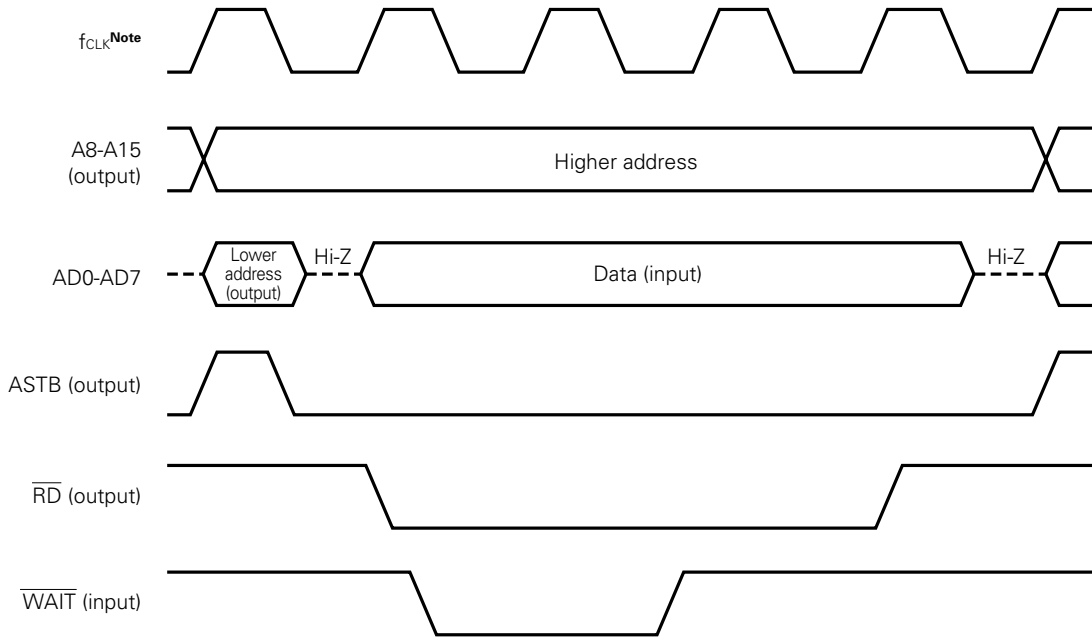 fCLKNote
A8-A15
(output)
Higher address
AD0-AD7
Lower
address
(output)
Hi-Z
Data (input)
Hi-Z
ASTB (output)
RD (output)
WAIT (input)